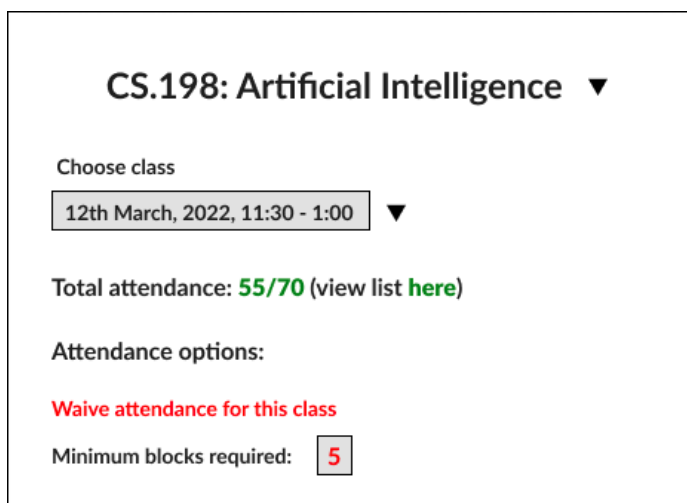 CS.198: Artificial Intelligence
Choose class
12th March, 2022, 11:30 - 1:00
Total attendance: 55/70 (view list here)
Attendance options:
Waive attendance for this class
Minimum blocks required: 5